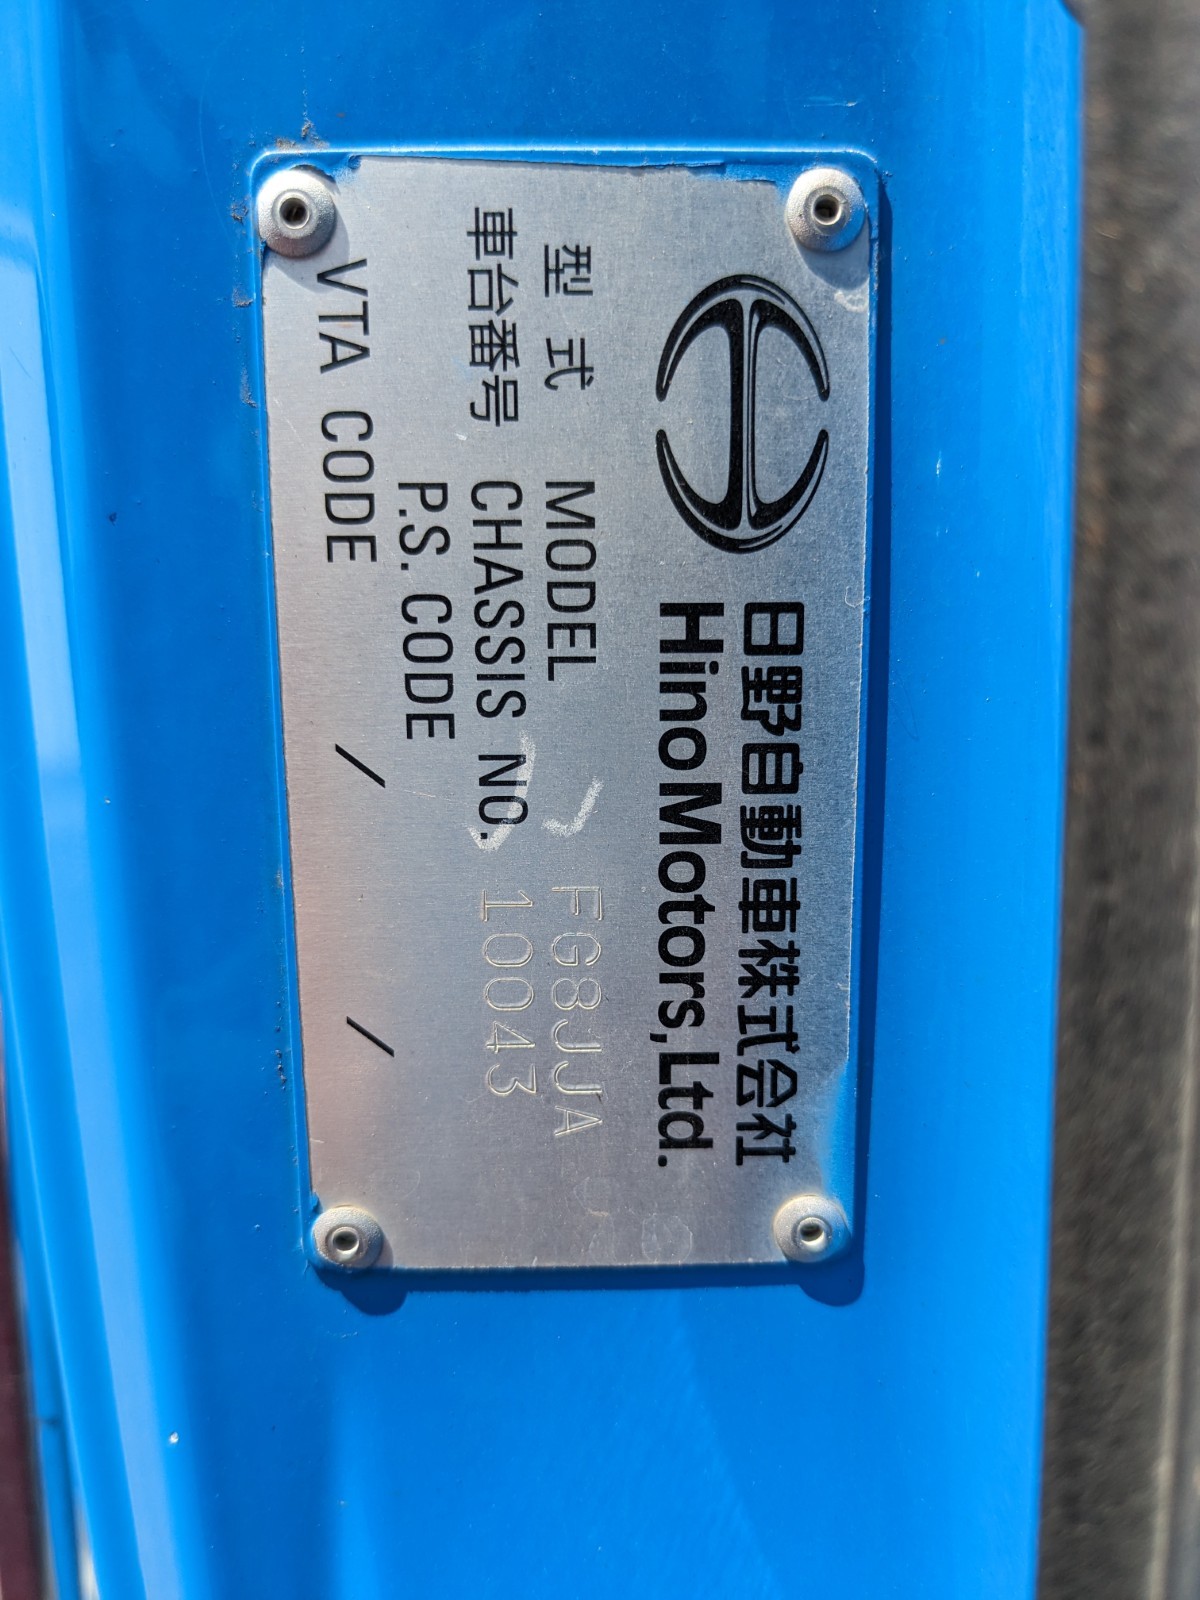 日野自動車株式会社
Hino Motors, Ltd.
型式 MODEL FG8JJA
車台番号 CHASSIS NO. 10043
P.S. CODE
VTA CODE / /